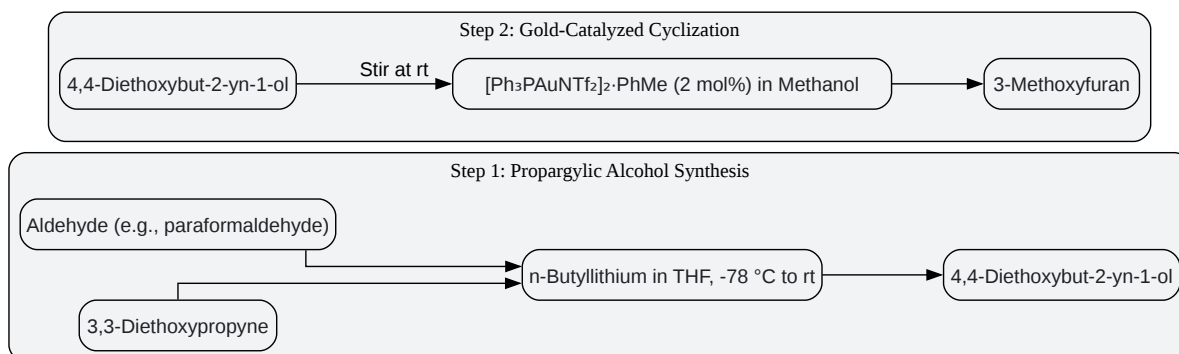 Step 2: Gold-Catalyzed Cyclization
4,4-Diethoxybut-2-yn-1-ol
Stir at rt
[Ph₃PAuNTf₂]₂·PhMe (2 mol%) in Methanol
3-Methoxyfuran
Step 1: Propargylic Alcohol Synthesis
Aldehyde (e.g., paraformaldehyde)
n-Butyllithium in THF, -78 °C to rt
4,4-Diethoxybut-2-yn-1-ol
3,3-Diethoxypropyne